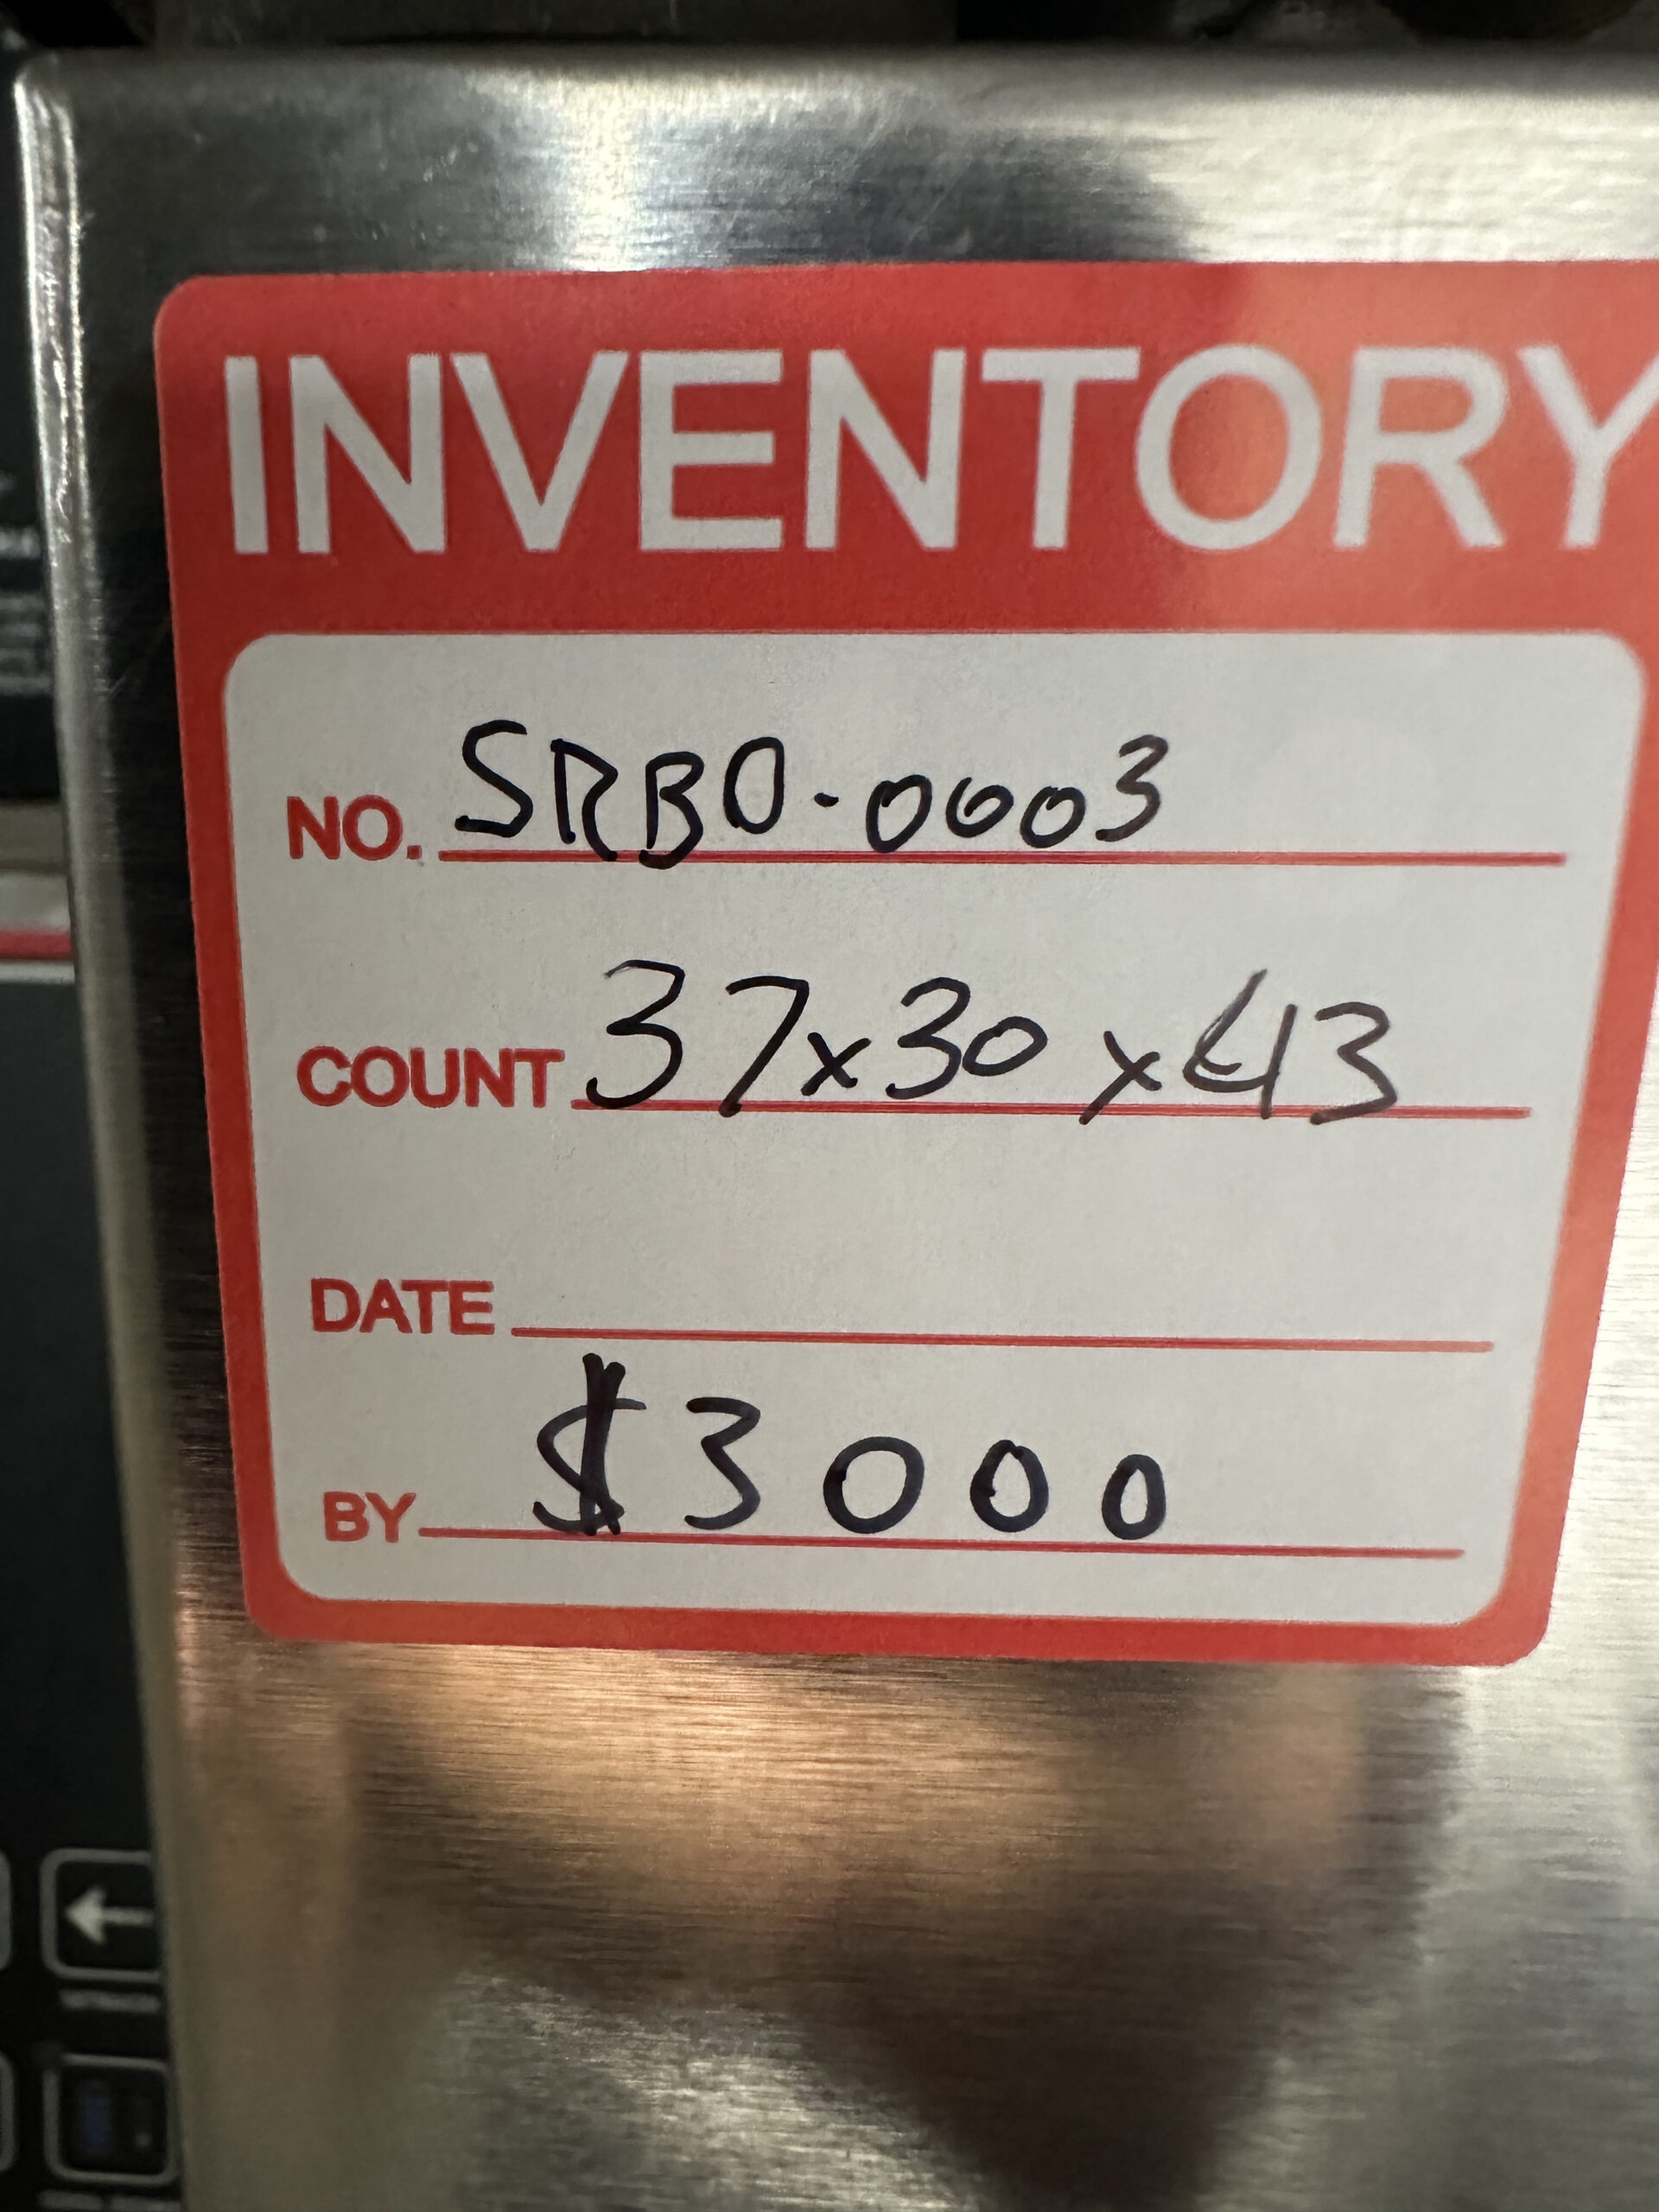 INVENTORY
NO. SRBO-0003
COUNT 37x30x43
DATE
BY $3000